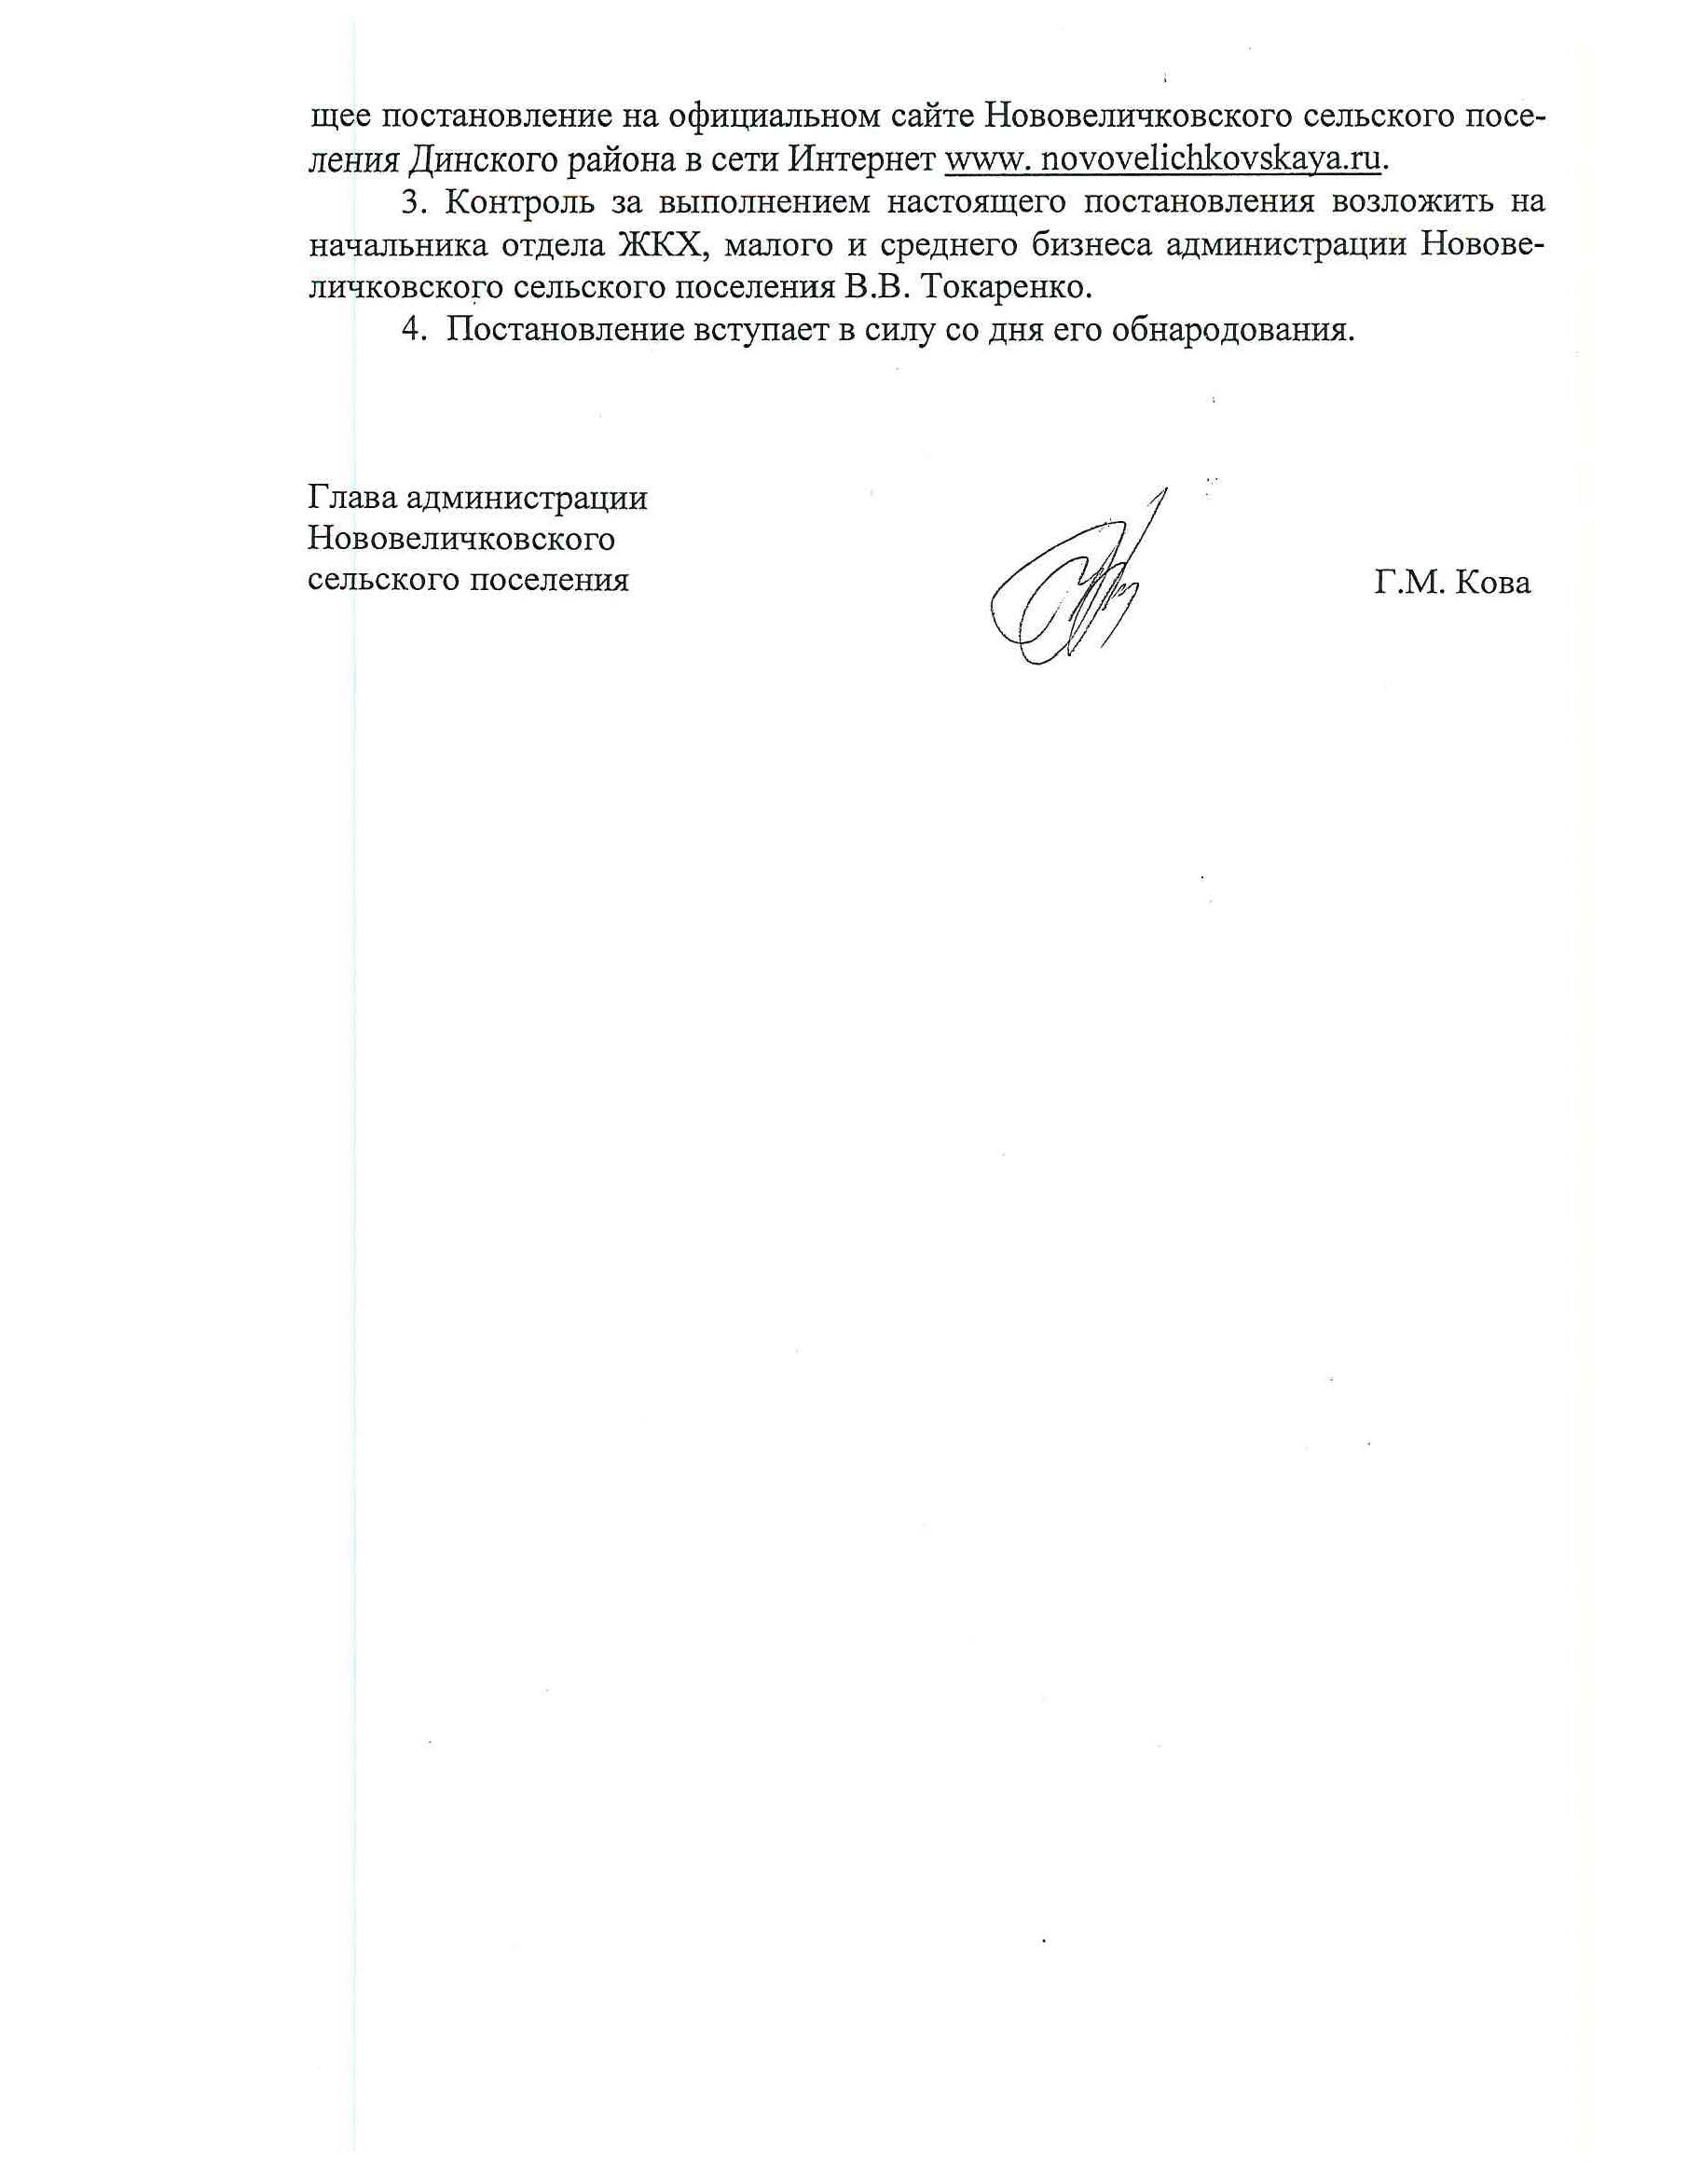 щее постановление на официальном сайте Нововеличковского сельского посе-
ления Динского района в сети Интернет www. novovelichkovskaya.ru.
3. Контроль за выполнением настоящего постановления возложить на
начальника отдела ЖКХ, малого и среднего бизнеса администрации Новове-
личковского сельского поселения В.В. Токаренко.
4. Постановление вступает в силу со дня его обнародования.
Глава администрации
Нововеличковского
сельского поселения Г.М. Кова